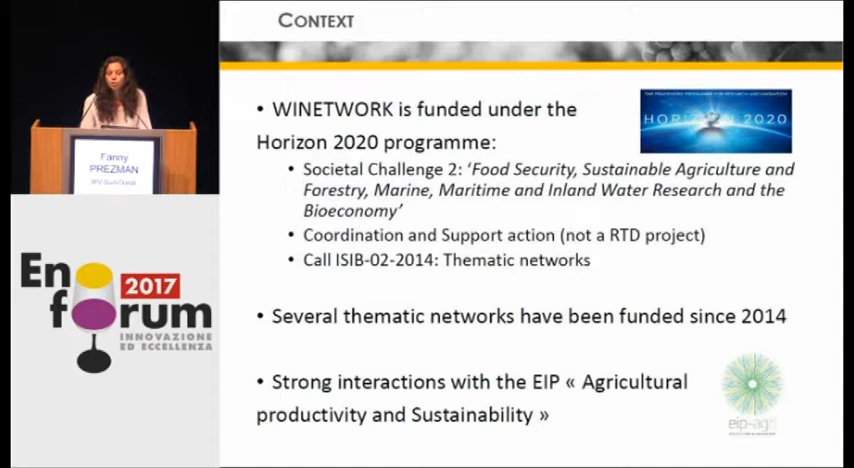 CONTEXT
Fanny
PREZMAN
IFV Sud-Ouest
• WINETWORK is funded under the
Horizon 2020 programme:
HORIZON 2020
• Societal Challenge 2: ‘Food Security, Sustainable Agriculture and
Forestry, Marine, Maritime and Inland Water Research and the
Bioeconomy’
• Coordination and Support action (not a RTD project)
• Call ISIB-02-2014: Thematic networks
• Several thematic networks have been funded since 2014
• Strong interactions with the EIP « Agricultural
productivity and Sustainability »
eip-agri
En 2017
forum
INNOVAZIONE
ED ECCELLENZA